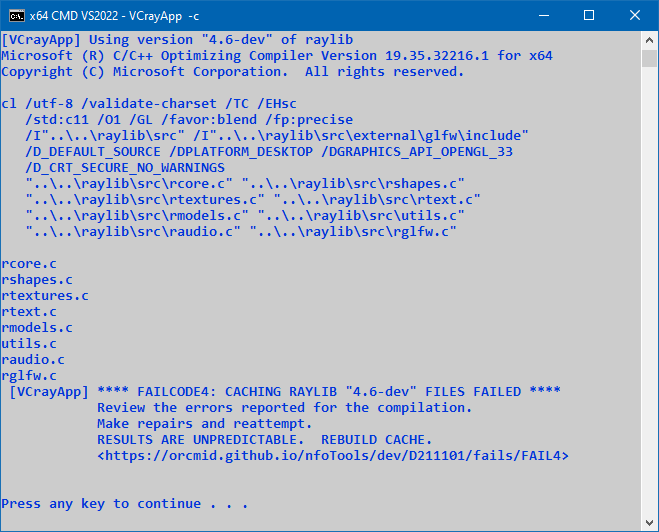 x64 CMD VS2022 - VCrayApp -c
[VCrayApp] Using version "4.6-dev" of raylib
Microsoft (R) C/C++ Optimizing Compiler Version 19.35.32216.1 for x64
Copyright (C) Microsoft Corporation.  All rights reserved.
cl /utf-8 /validate-charset /TC /EHsc
/std:c11 /O1 /GL /favor:blend /fp:precise
/I"..\..\raylib\src" /I"..\..\raylib\src\external\glfw\include"
/D_DEFAULT_SOURCE /DPLATFORM_DESKTOP /DGRAPHICS_API_OPENGL_33
/D_CRT_SECURE_NO_WARNINGS
"..\..\raylib\src\rcore.c" "..\..\raylib\src\rshapes.c"
"..\..\raylib\src\rtextures.c" "..\..\raylib\src\rtext.c"
"..\..\raylib\src\rmodels.c" "..\..\raylib\src\utils.c"
"..\..\raylib\src\raudio.c" "..\..\raylib\src\rglfw.c"
rcore.c
rshapes.c
rtextures.c
rtext.c
rmodels.c
utils.c
raudio.c
rglfw.c
[VCrayApp] **** FAILCODE4: CACHING RAYLIB "4.6-dev" FILES FAILED ****
Review the errors reported for the compilation.
Make repairs and reattempt.
RESULTS ARE UNPREDICTABLE.  REBUILD CACHE.
<https://orcmid.github.io/nfoTools/dev/D211101/fails/FAIL4>
Press any key to continue . . .